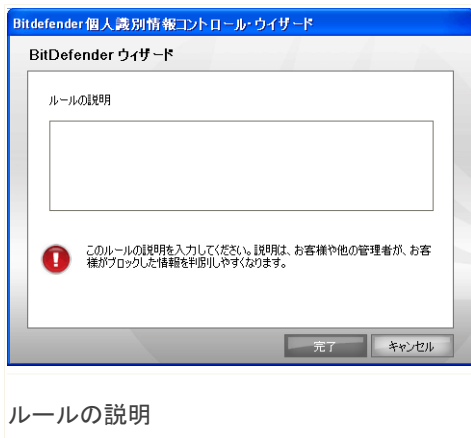 Bitdefender個人識別情報コントロール・ウィザード
BitDefender ウィザード
ルールの説明
このルールの説明を入力してください。説明は、お客様や他の管理者が、お客
様がブロックした情報を判別しやすくなります。
完了
キャンセル
ルールの説明